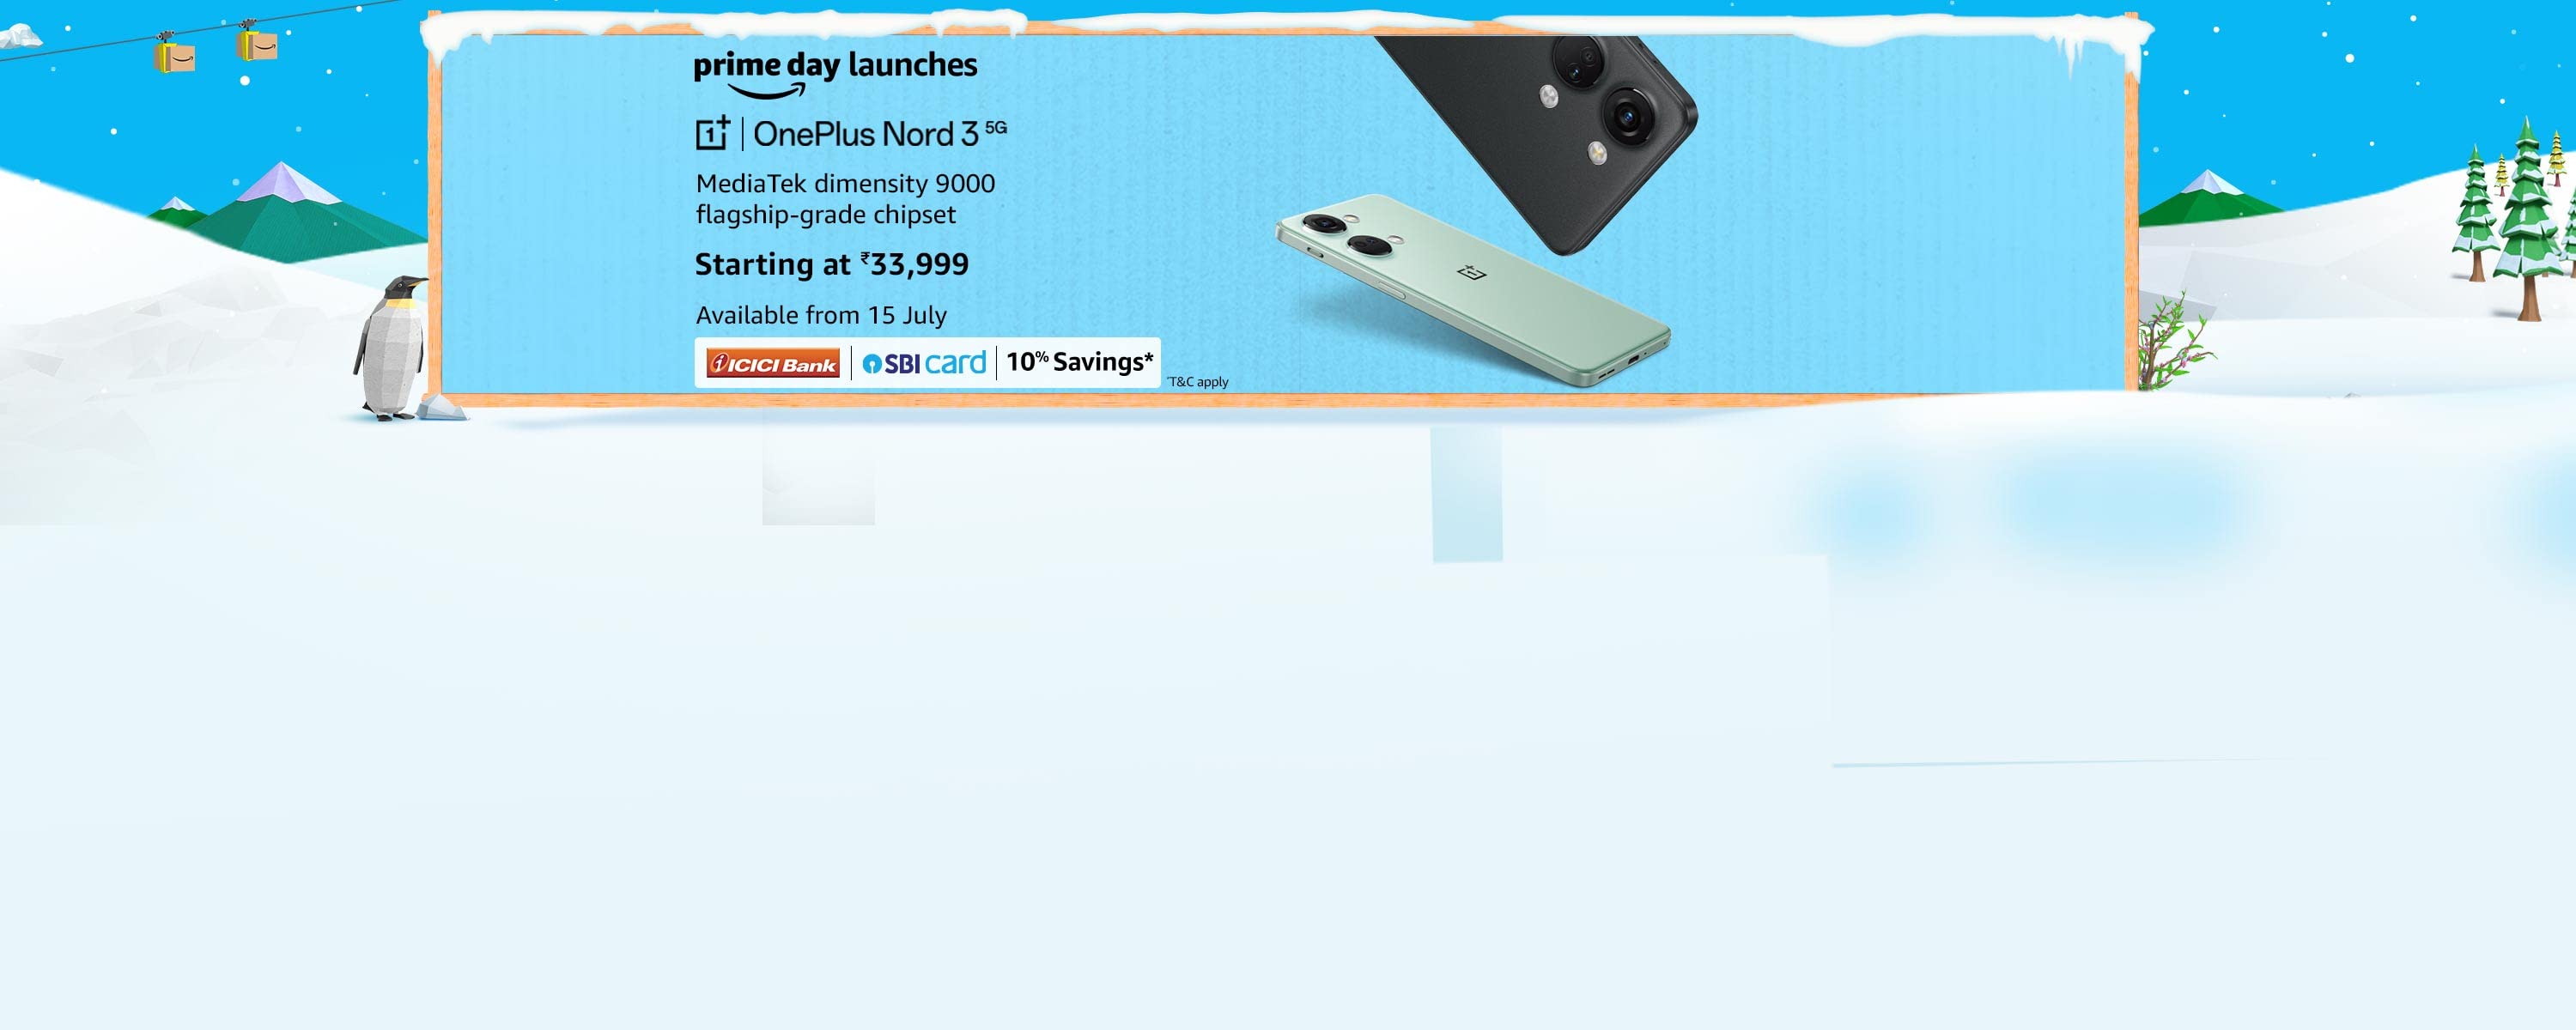 prime day launches
1+ | OnePlus Nord 3 5G
MediaTek dimensity 9000
flagship-grade chipset
Starting at ₹33,999
Available from 15 July
ICICI Bank | SBI card | 10% Savings*
*T&C apply